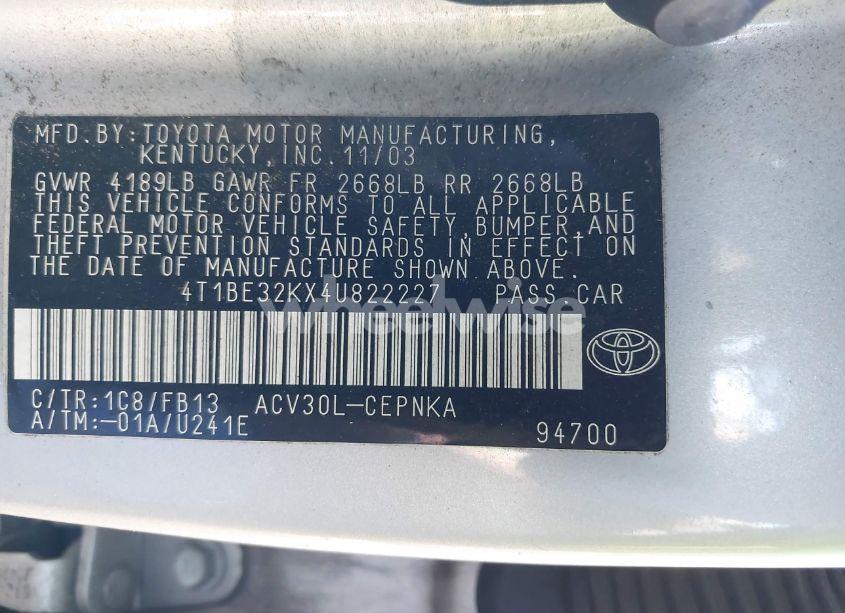 MFD.BY:TOYOTA MOTOR MANUFACTURING,
KENTUCKY,INC.11/03
GVWR 4189LB GAWR FR 2668LB RR 2668LB
THIS VEHICLE CONFORMS TO ALL APPLICABLE
FEDERAL MOTOR VEHICLE SAFETY,BUMPER,AND
THEFT PREVENTION STANDARDS IN EFFECT ON
THE DATE OF MANUFACTURE SHOWN ABOVE.
4T1BE32KX4U822227 PASS CAR
wheelwise
C/TR:1C8/FB13 ACV30L-CEPNKA
A/TM:-01A/U241E 94700